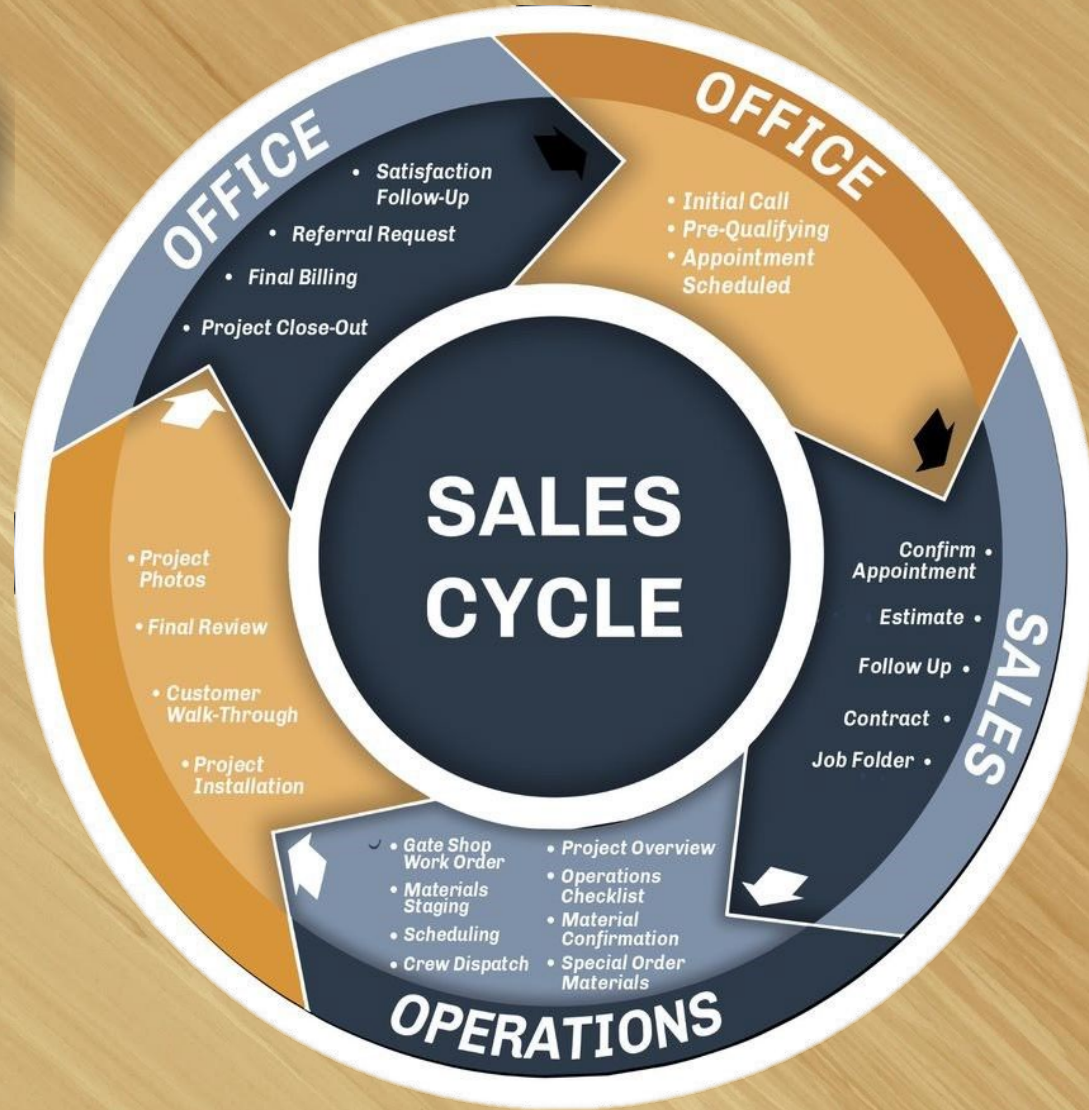 SALES
CYCLE
OFFICE
• Initial Call
• Pre-Qualifying
• Appointment
Scheduled
SALES
Confirm •
Appointment
Estimate •
Follow Up •
Contract •
Job Folder •
OPERATIONS
• Project Overview
• Operations
Checklist
• Material
Confirmation
• Special Order
Materials
• Gate Shop
Work Order
• Materials
Staging
• Scheduling
• Crew Dispatch
• Project
Photos
• Final Review
• Customer
Walk-Through
• Project
Installation
OFFICE
• Satisfaction
Follow-Up
• Referral Request
• Final Billing
• Project Close-Out